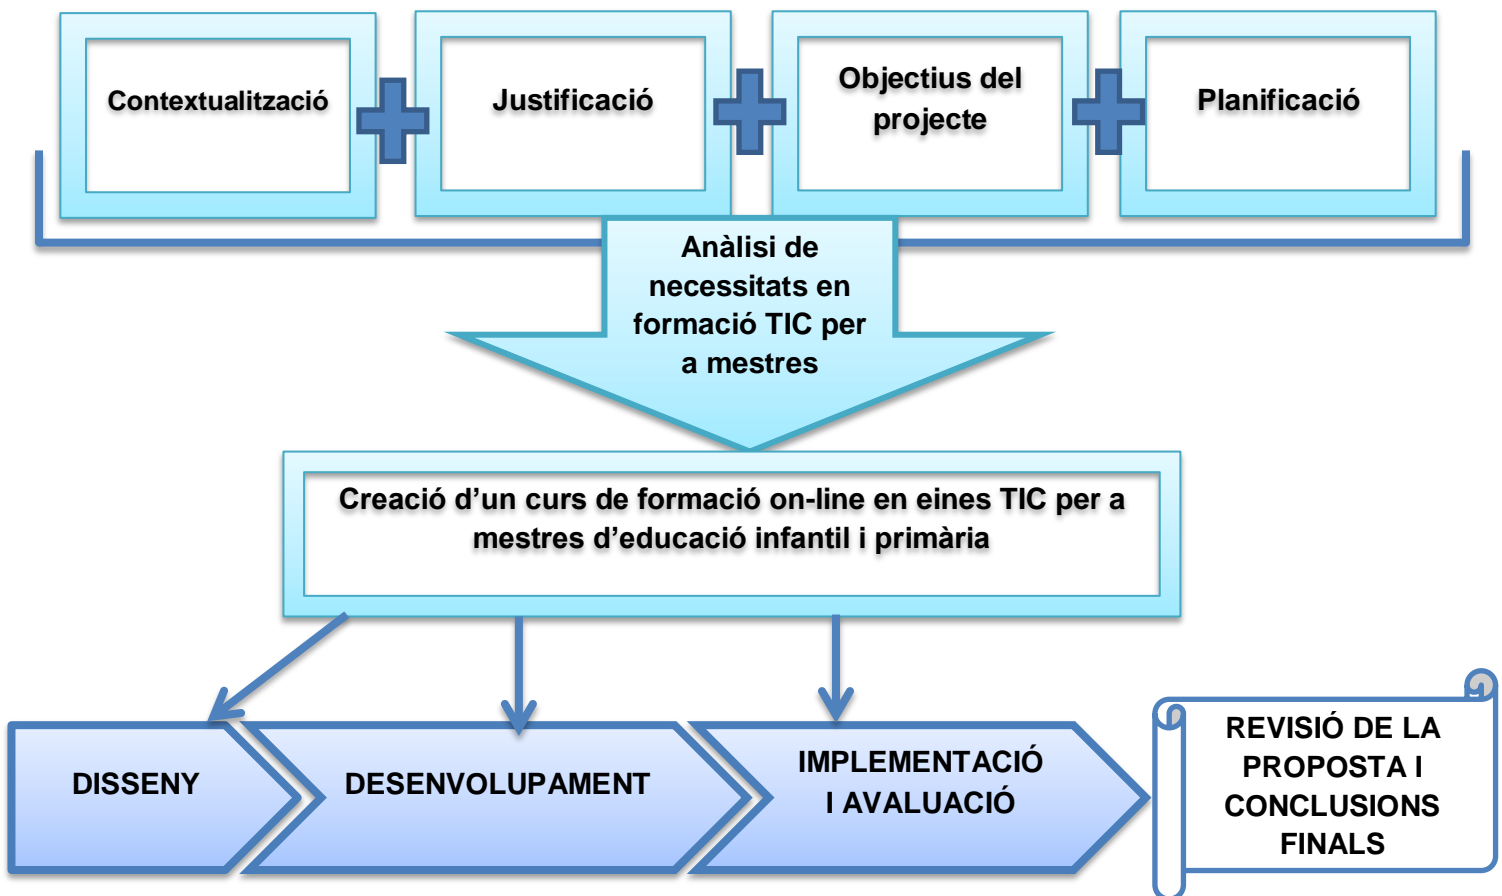 Contextualització
Justificació
Objectius del
projecte
Planificació
Anàlisi de
necessitats en
formació TIC per
a mestres
Creació d’un curs de formació on-line en eines TIC per a
mestres d’educació infantil i primària
DISSENY
DESENVOLUPAMENT
IMPLEMENTACIÓ
I AVALUACIÓ
REVISIÓ DE LA
PROPOSTA I
CONCLUSIONS
FINALS